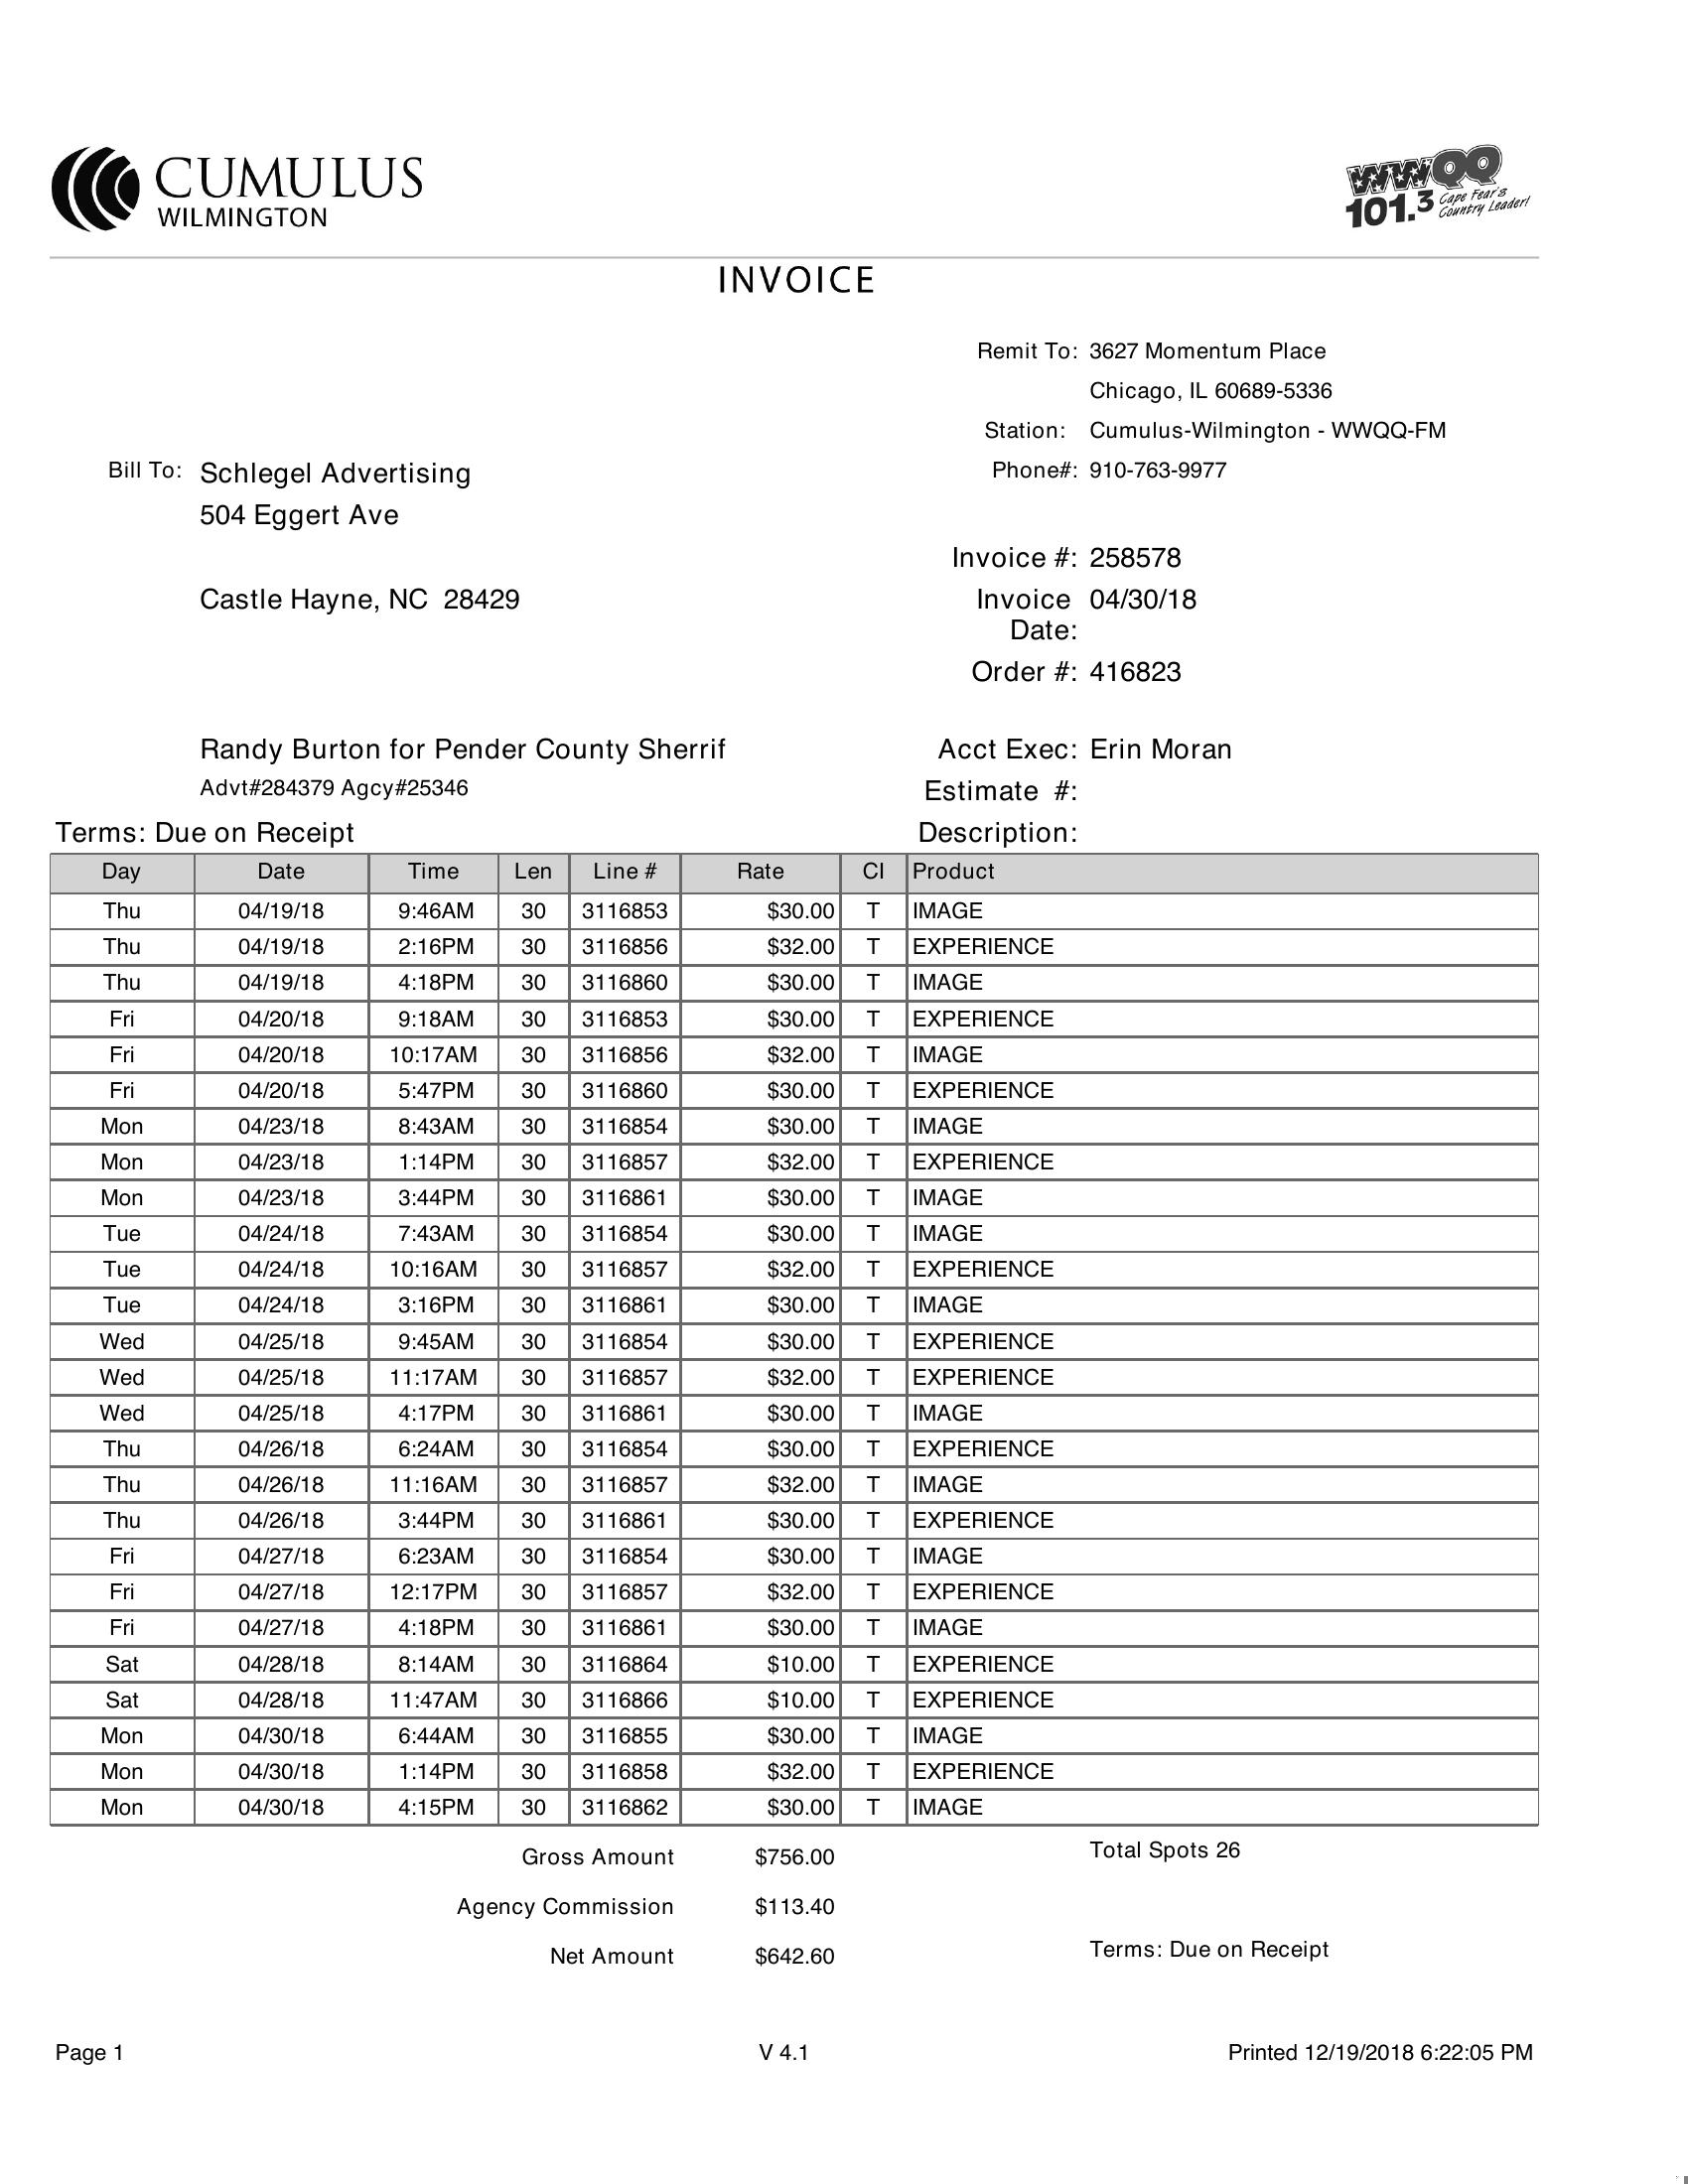 CUMULUS
WILMINGTON
WWQQ
101.3 Cape Fear's Country Leader!
INVOICE
Remit To: 3627 Momentum Place
Chicago, IL 60689-5336
Station: Cumulus-Wilmington - WWQQ-FM
Bill To: Schlegel Advertising Phone#: 910-763-9977
504 Eggert Ave
Invoice #: 258578
Castle Hayne, NC 28429 Invoice Date: 04/30/18
Order #: 416823
Randy Burton for Pender County Sherrif Acct Exec: Erin Moran
Advt#284379 Agcy#25346 Estimate #:
Terms: Due on Receipt Description:
Day Date Time Len Line # Rate Cl Product
Thu 04/19/18 9:46AM 30 3116853 $30.00 T IMAGE
Thu 04/19/18 2:16PM 30 3116856 $32.00 T EXPERIENCE
Thu 04/19/18 4:18PM 30 3116860 $30.00 T IMAGE
Fri 04/20/18 9:18AM 30 3116853 $30.00 T EXPERIENCE
Fri 04/20/18 10:17AM 30 3116856 $32.00 T IMAGE
Fri 04/20/18 5:47PM 30 3116860 $30.00 T EXPERIENCE
Mon 04/23/18 8:43AM 30 3116854 $30.00 T IMAGE
Mon 04/23/18 1:14PM 30 3116857 $32.00 T EXPERIENCE
Mon 04/23/18 3:44PM 30 3116861 $30.00 T IMAGE
Tue 04/24/18 7:43AM 30 3116854 $30.00 T IMAGE
Tue 04/24/18 10:16AM 30 3116857 $32.00 T EXPERIENCE
Tue 04/24/18 3:16PM 30 3116861 $30.00 T IMAGE
Wed 04/25/18 9:45AM 30 3116854 $30.00 T EXPERIENCE
Wed 04/25/18 11:17AM 30 3116857 $32.00 T EXPERIENCE
Wed 04/25/18 4:17PM 30 3116861 $30.00 T IMAGE
Thu 04/26/18 6:24AM 30 3116854 $30.00 T EXPERIENCE
Thu 04/26/18 11:16AM 30 3116857 $32.00 T IMAGE
Thu 04/26/18 3:44PM 30 3116861 $30.00 T EXPERIENCE
Fri 04/27/18 6:23AM 30 3116854 $30.00 T IMAGE
Fri 04/27/18 12:17PM 30 3116857 $32.00 T EXPERIENCE
Fri 04/27/18 4:18PM 30 3116861 $30.00 T IMAGE
Sat 04/28/18 8:14AM 30 3116864 $10.00 T EXPERIENCE
Sat 04/28/18 11:47AM 30 3116866 $10.00 T EXPERIENCE
Mon 04/30/18 6:44AM 30 3116855 $30.00 T IMAGE
Mon 04/30/18 1:14PM 30 3116858 $32.00 T EXPERIENCE
Mon 04/30/18 4:15PM 30 3116862 $30.00 T IMAGE
Gross Amount $756.00 Total Spots 26
Agency Commission $113.40
Net Amount $642.60 Terms: Due on Receipt
Page 1 V 4.1 Printed 12/19/2018 6:22:05 PM